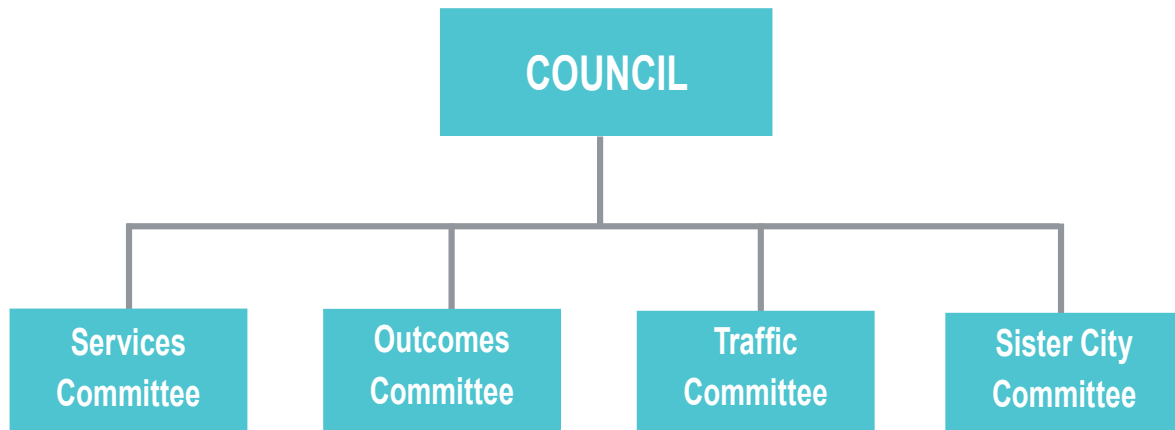 COUNCIL
Services
Committee
Outcomes
Committee
Traffic
Committee
Sister City
Committee